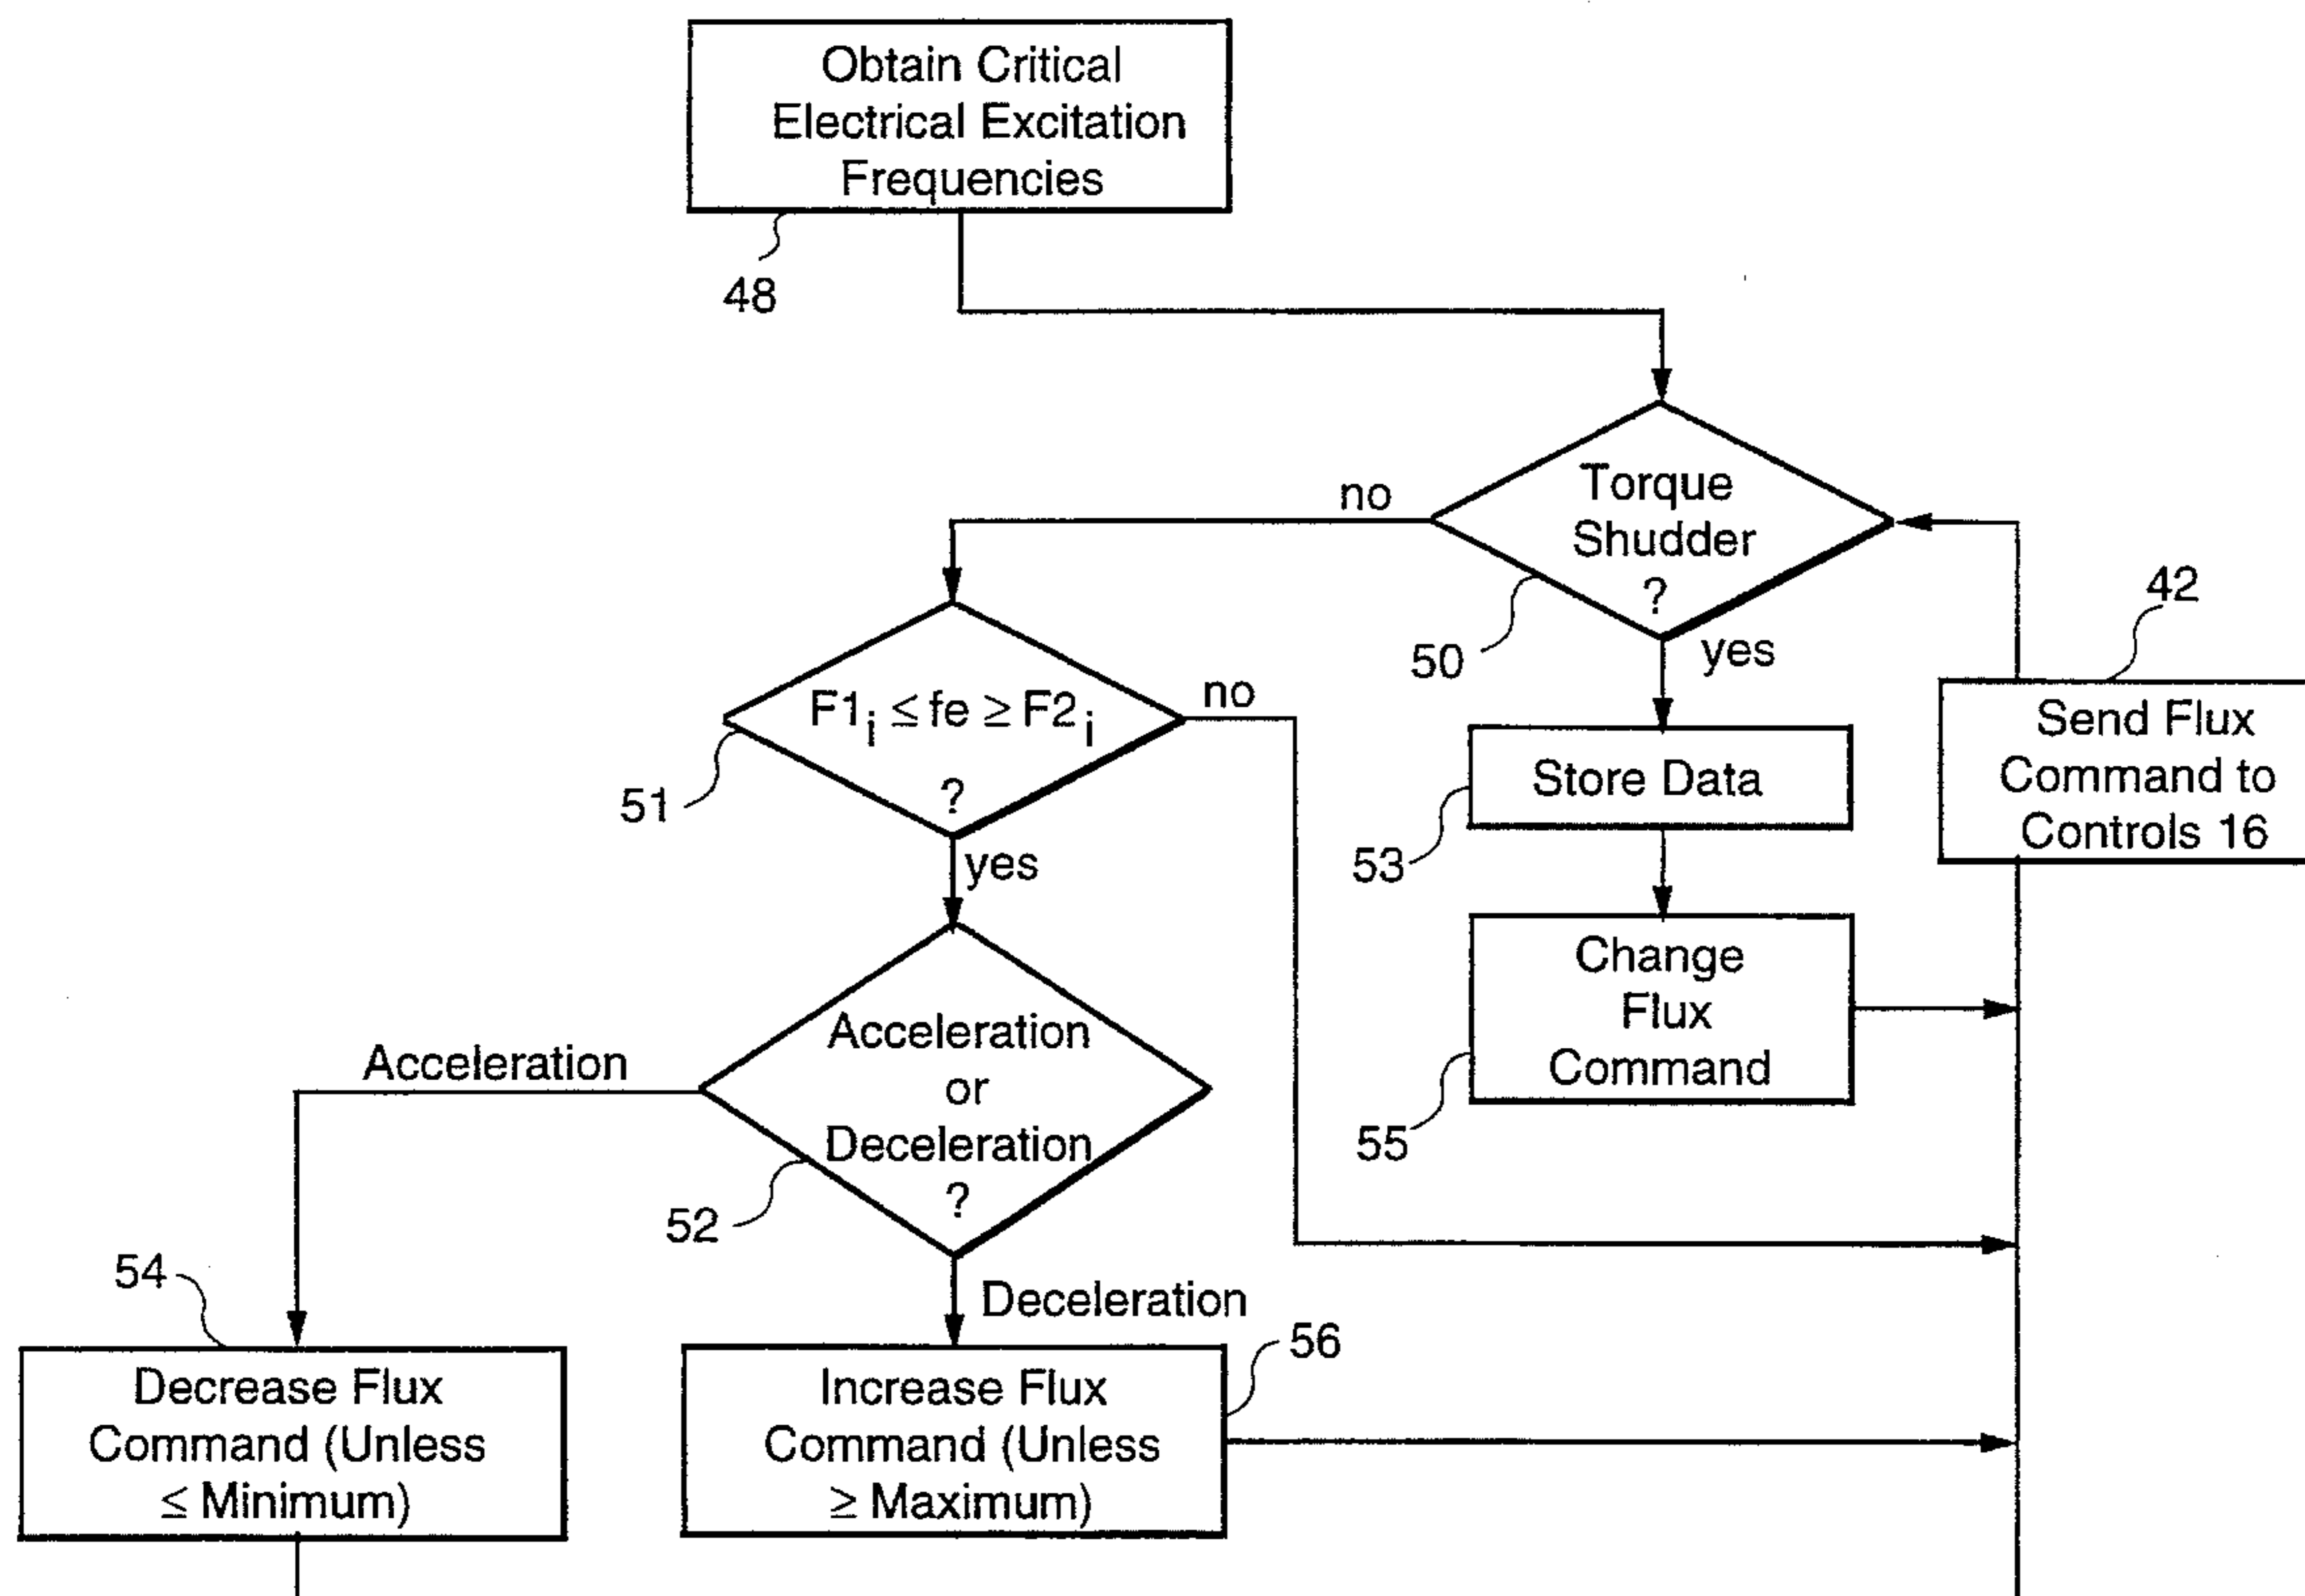 Obtain Critical
Electrical Excitation
Frequencies
48
Torque
Shudder
?
50
no
yes
42
Send Flux
Command to
Controls 16
F1i ≤ fe ≥ F2i
?
51
no
yes
Store Data
53
Change
Flux
Command
55
Acceleration
or
Deceleration
?
52
Acceleration
Deceleration
54
Decrease Flux
Command (Unless
≤ Minimum)
56
Increase Flux
Command (Unless
≥ Maximum)